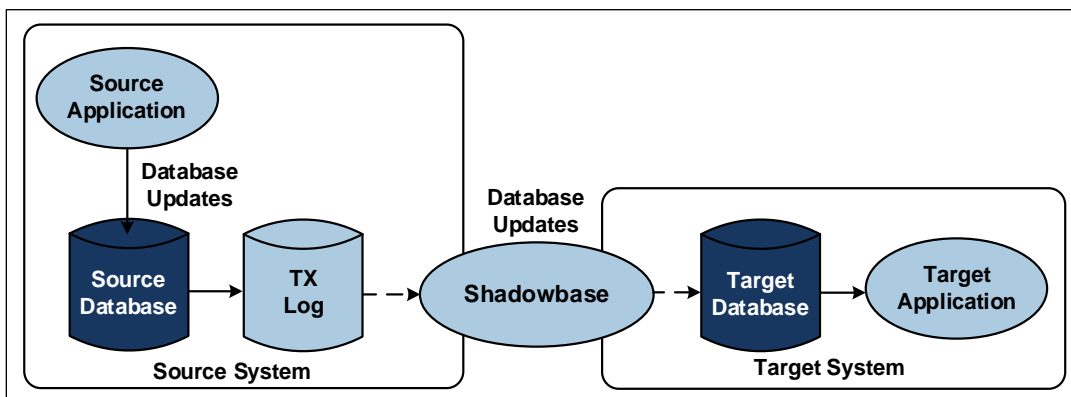 Source
Application
Database
Updates
Source
Database
TX
Log
Source System
Database
Updates
Shadowbase
Target
Database
Target
Application
Target System